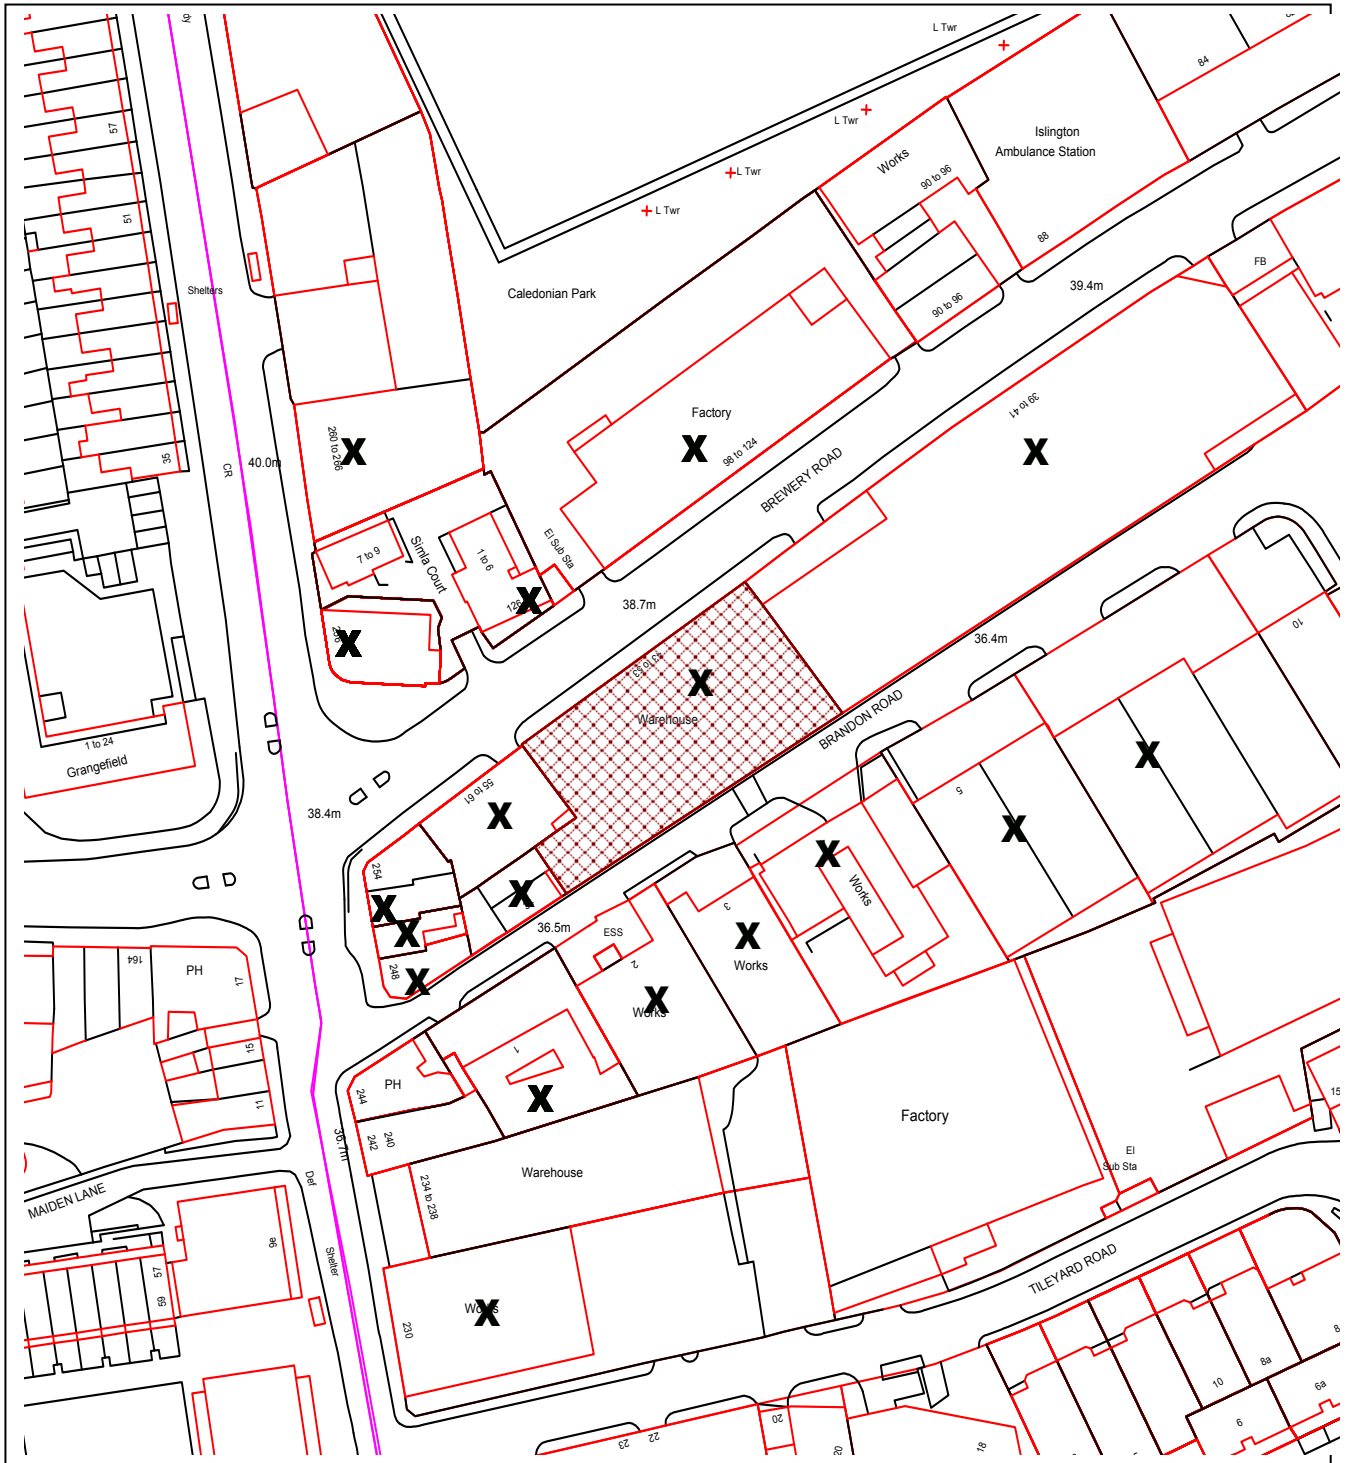 L Twr
84
L Twr
Islington
Ambulance Station
57
Works
90 to 96
L Twr
L Twr
51
88
FB
Shelters
Caledonian Park
39.4m
90 to 96
Factory
39 to 41
X
260 to 266
X
X
98 to 124
35
40.0m
CR
BREWERY ROAD
El Sub Sta
7 to 9
Simla Court
1 to 6
38.7m
126
X
X
36.4m
10
X
Warehouse
BRANDON ROAD
1 to 24
Grangefield
X
55 to 61
X
5
38.4m
X
X
254
Works
X
X
X
3
36.5m
ESS
X
Works
164
PH
17
248
X
2
X
Works
15
11
1
X
PH
244
242
240
36.7m
Factory
15
El
Sub Sta
Warehouse
234 to 238
Def
MAIDEN LANE
96
Shelter
57
59
TILEYARD ROAD
Works
X
230
8a
10
6a
9
20
22
23
20
18